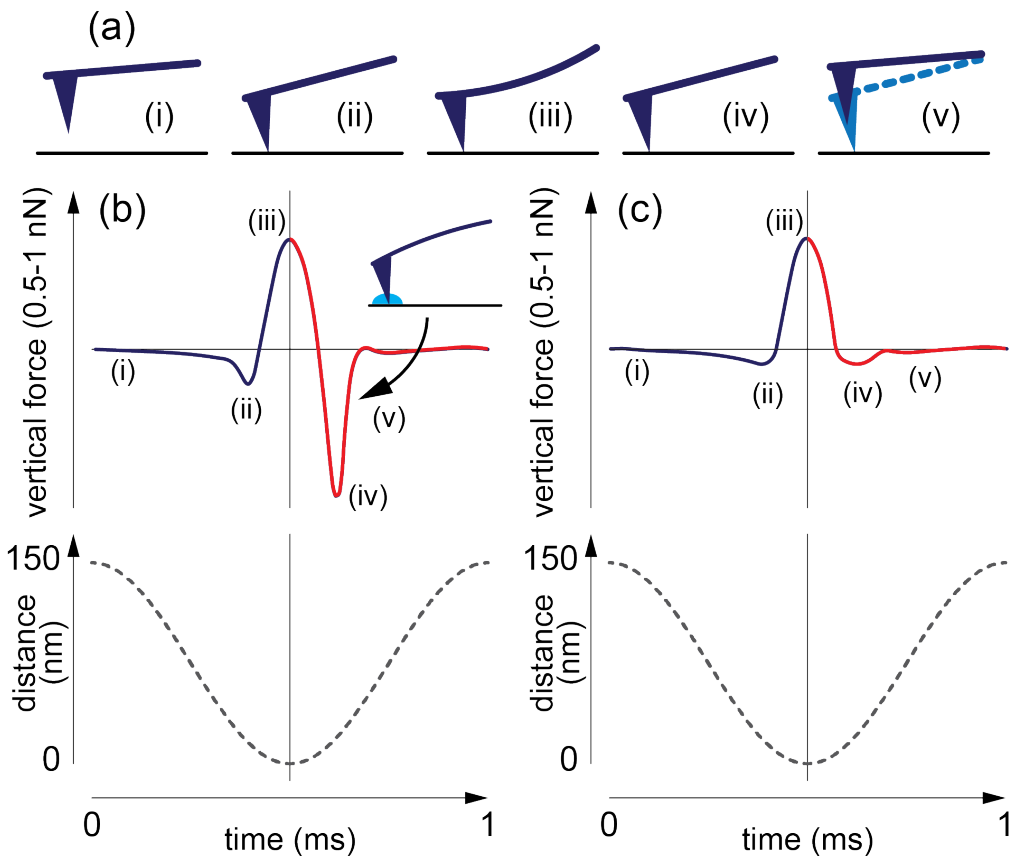 (a)
(i)
(ii)
(iii)
(iv)
(v)
vertical force (0.5-1 nN)
(b)
(iii)
(i)
(ii)
(v)
(iv)
vertical force (0.5-1 nN)
(c)
(iii)
(i)
(ii)
(iv)
(v)
150
distance
(nm)
0
0
time (ms)
1
150
distance
(nm)
0
0
time (ms)
1